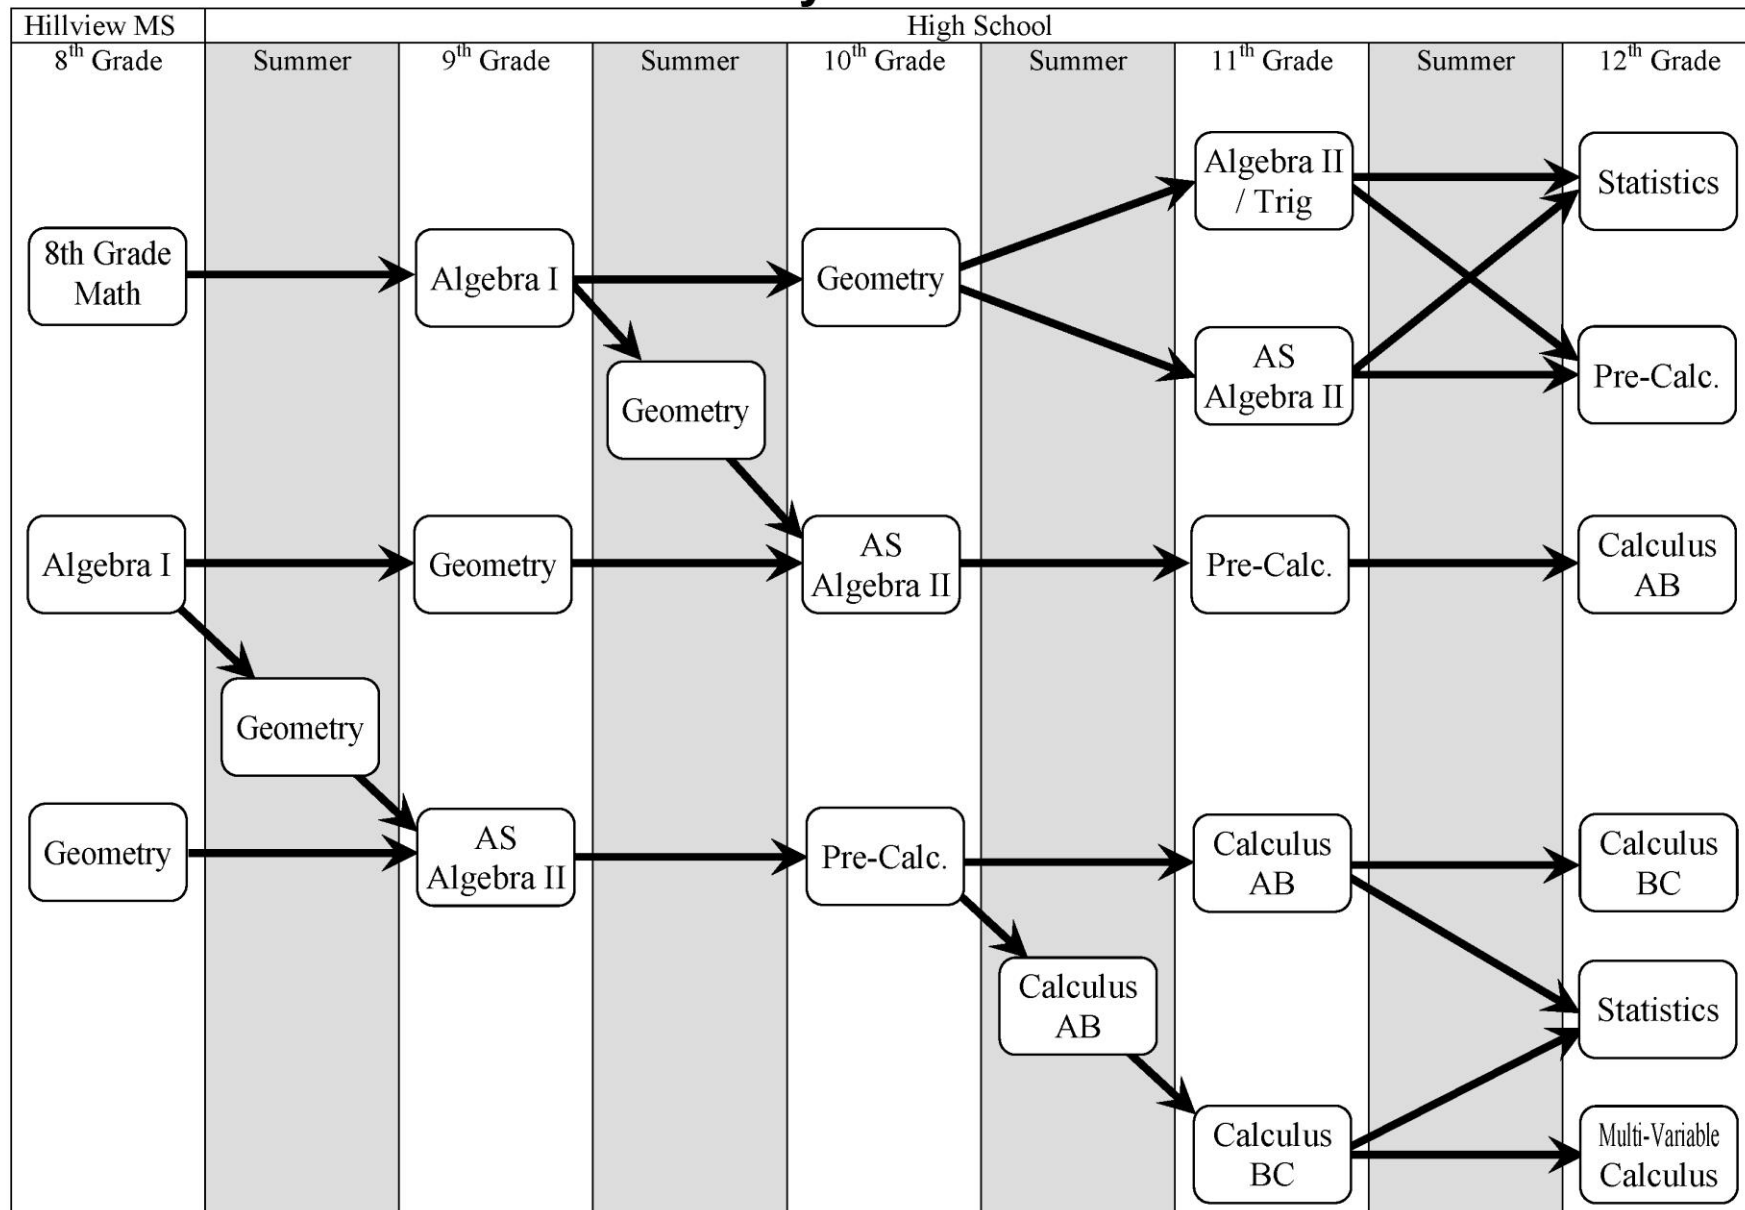 Hillview MS
High School
8th Grade
Summer
9th Grade
Summer
10th Grade
Summer
11th Grade
Summer
12th Grade
Algebra II
/ Trig
Statistics
8th Grade
Math
Algebra I
Geometry
AS
Algebra II
Pre-Calc.
Geometry
Algebra I
Geometry
AS
Algebra II
Pre-Calc.
Calculus
AB
Geometry
Geometry
AS
Algebra II
Pre-Calc.
Calculus
AB
Calculus
BC
Calculus
AB
Statistics
Calculus
BC
Multi-Variable
Calculus